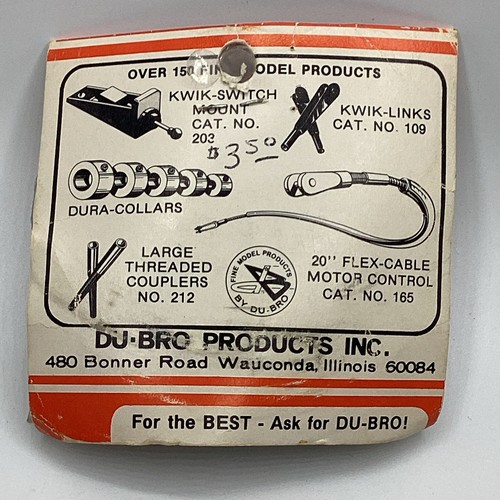 OVER 150 FINE MODEL PRODUCTS
KWIK-SWITCH
MOUNT
CAT. NO.
203
$3.50
KWIK-LINKS
CAT. NO. 109
DURA-COLLARS
LARGE
THREADED
COUPLERS
NO. 212
FINE MODEL PRODUCTS
BY DU-BRO
20" FLEX-CABLE
MOTOR CONTROL
CAT. NO. 165
DU-BRO PRODUCTS INC.
480 Bonner Road Wauconda, Illinois 60084
For the BEST - Ask for DU-BRO!